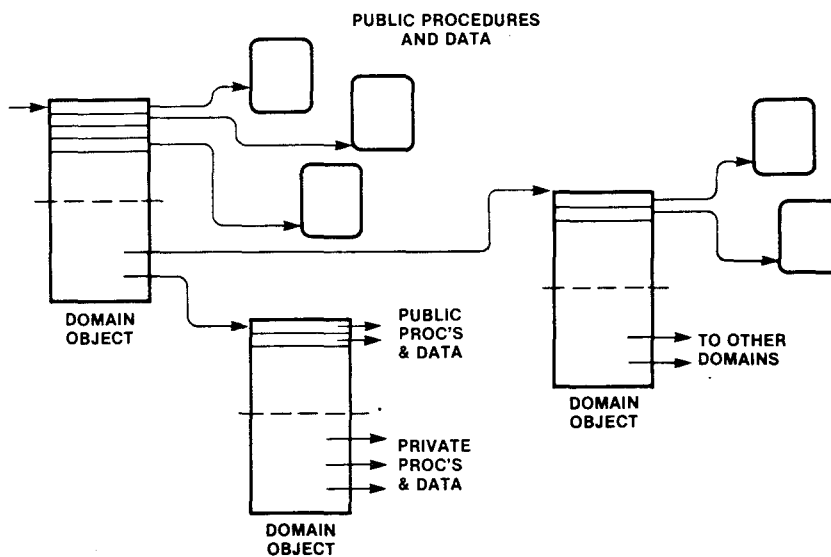 PUBLIC PROCEDURES
AND DATA
DOMAIN
OBJECT
PUBLIC
PROC'S
& DATA
TO OTHER
DOMAINS
DOMAIN
OBJECT
PRIVATE
PROC'S
& DATA
DOMAIN
OBJECT